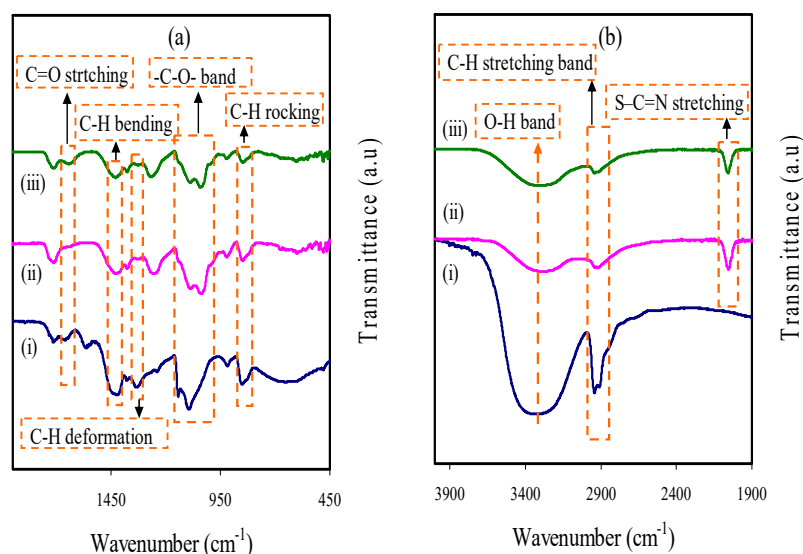 (a)
C=O strtching
-C-O- band
C-H bending
C-H rocking
(iii)
(ii)
(i)
C-H deformation
1450
950
450
Wavenumber (cm⁻¹)
Transmittance (a.u)
(b)
C-H stretching band
S–C=N stretching
O-H band
(iii)
(ii)
(i)
3900
3400
2900
2400
1900
Wavenumber (cm⁻¹)
Transmittance (a.u)